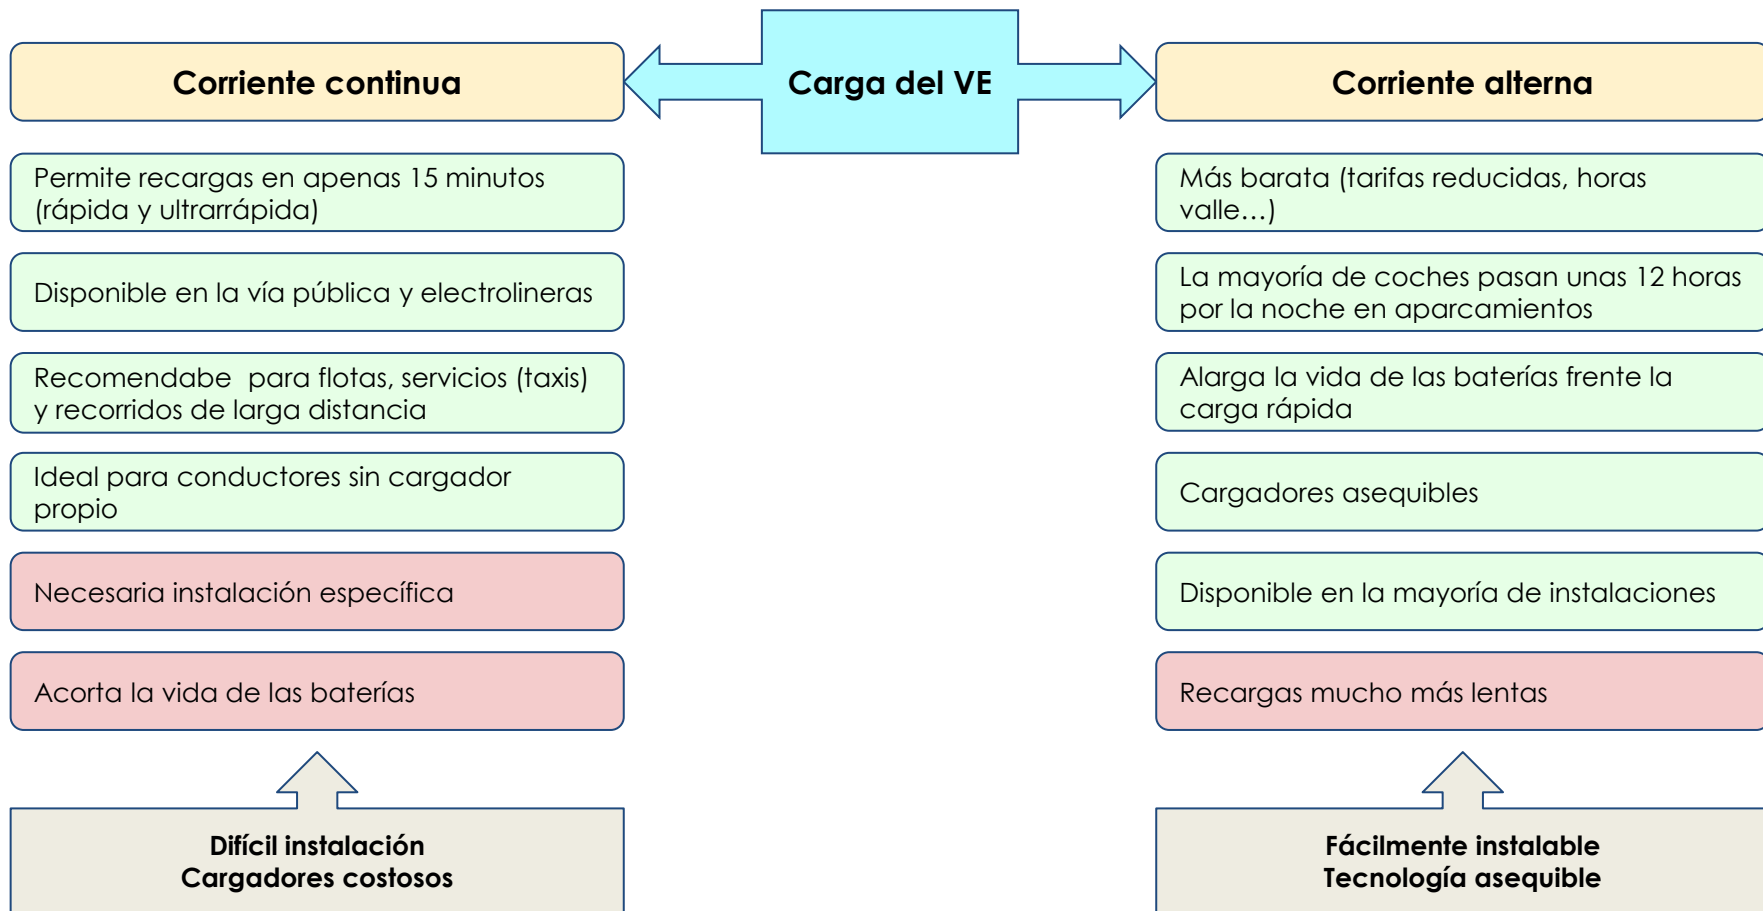 Carga del VE
Corriente continua
Permite recargas en apenas 15 minutos
(rápida y ultrarrápida)
Disponible en la vía pública y electrolineras
Recomendabe  para flotas, servicios (taxis)
y recorridos de larga distancia
Ideal para conductores sin cargador
propio
Necesaria instalación específica
Acorta la vida de las baterías
Difícil instalación
Cargadores costosos
Corriente alterna
Más barata (tarifas reducidas, horas
valle…)
La mayoría de coches pasan unas 12 horas
por la noche en aparcamientos
Alarga la vida de las baterías frente la
carga rápida
Cargadores asequibles
Disponible en la mayoría de instalaciones
Recargas mucho más lentas
Fácilmente instalable
Tecnología asequible